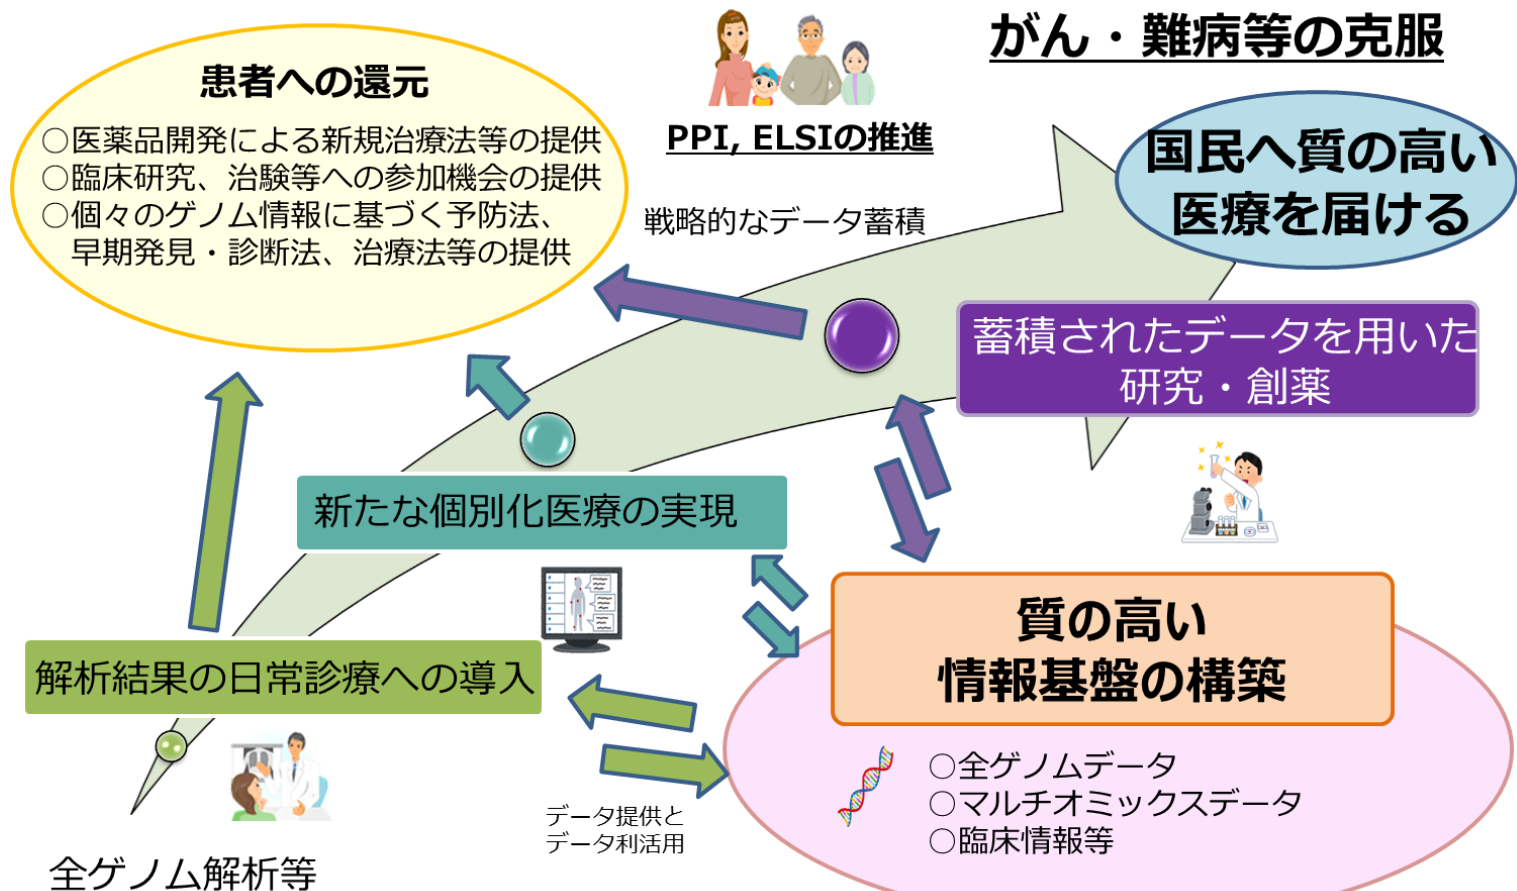 がん・難病等の克服
患者への還元
○医薬品開発による新規治療法等の提供
○臨床研究、治験等への参加機会の提供
○個々のゲノム情報に基づく予防法、
早期発見・診断法、治療法等の提供
PPI, ELSIの推進
国民へ質の高い
医療を届ける
戦略的なデータ蓄積
蓄積されたデータを用いた
研究・創薬
新たな個別化医療の実現
質の高い
情報基盤の構築
解析結果の日常診療への導入
○全ゲノムデータ
○マルチオミックスデータ
○臨床情報等
データ提供と
データ利活用
全ゲノム解析等